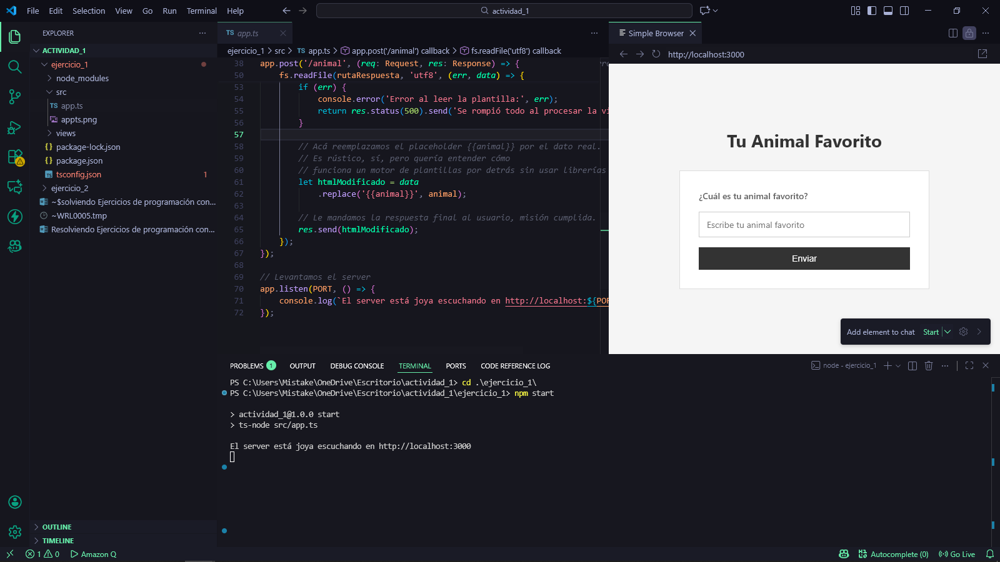 File Edit Selection View Go Run Terminal Help
actividad_1
EXPLORER
ACTIVIDAD_1
ejercicio_1
node_modules
src
TS app.ts
appts.png
views
{} package-lock.json
{} package.json
TS tsconfig.json 1
ejercicio_2
~$solviendo Ejercicios de programación con...
~WRL0005.tmp
Resolviendo Ejercicios de programación con...
OUTLINE
TIMELINE
TS app.ts
ejercicio_1 > src > TS app.ts > app.post('/animal') callback > fs.readFile('utf8') callback
38 app.post('/animal', (req: Request, res: Response) => {
50 fs.readFile(rutaRespuesta, 'utf8', (err, data) => {
53 if (err) {
54 console.error('Error al leer la plantilla:', err);
55 return res.status(500).send('Se rompió todo al procesar la vi
56 }
57
58 // Acá reemplazamos el placeholder {{animal}} por el dato real.
59 // Es rústico, sí, pero quería entender cómo
60 // funciona un motor de plantillas por detrás sin usar librerías
61 let htmlModificado = data
62 .replace('{{animal}}', animal);
63
64 // Le mandamos la respuesta final al usuario, misión cumplida.
65 res.send(htmlModificado);
66 });
67 });
68
69 // Levantamos el server
70 app.listen(PORT, () => {
71 console.log(`El server está joya escuchando en http://localhost:${POR
72 });
Simple Browser
http://localhost:3000
Tu Animal Favorito
¿Cuál es tu animal favorito?
Escribe tu animal favorito
Enviar
Add element to chat Start
PROBLEMS 1 OUTPUT DEBUG CONSOLE TERMINAL PORTS CODE REFERENCE LOG
node - ejercicio_1
PS C:\Users\Mistake\OneDrive\Escritorio\actividad_1> cd .\ejercicio_1\
PS C:\Users\Mistake\OneDrive\Escritorio\actividad_1\ejercicio_1> npm start
> actividad_1@1.0.0 start
> ts-node src/app.ts
El server está joya escuchando en http://localhost:3000
1 0 Amazon Q
Autocomplete (0) Go Live